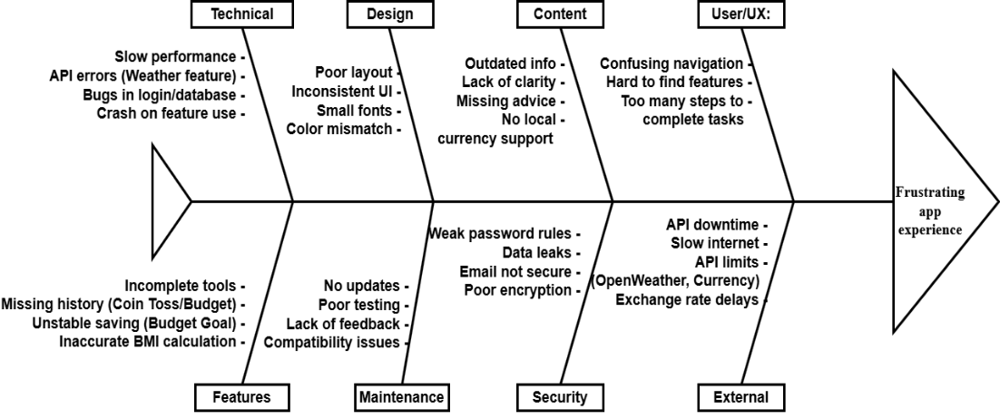 Technical
Design
Content
User/UX:
Slow performance -
API errors (Weather feature) -
Bugs in login/database -
Crash on feature use -
Poor layout -
Inconsistent UI -
Small fonts -
Color mismatch -
Outdated info -
Lack of clarity -
Missing advice -
No local -
currency support
Confusing navigation -
Hard to find features -
Too many steps to -
complete tasks
Frustrating
app
experience
Incomplete tools -
Missing history (Coin Toss/Budget) -
Unstable saving (Budget Goal) -
Inaccurate BMI calculation -
No updates -
Poor testing -
Lack of feedback -
Compatibility issues -
Weak password rules -
Data leaks -
Email not secure -
Poor encryption -
API downtime -
Slow internet -
API limits -
(OpenWeather, Currency)
Exchange rate delays -
Features
Maintenance
Security
External